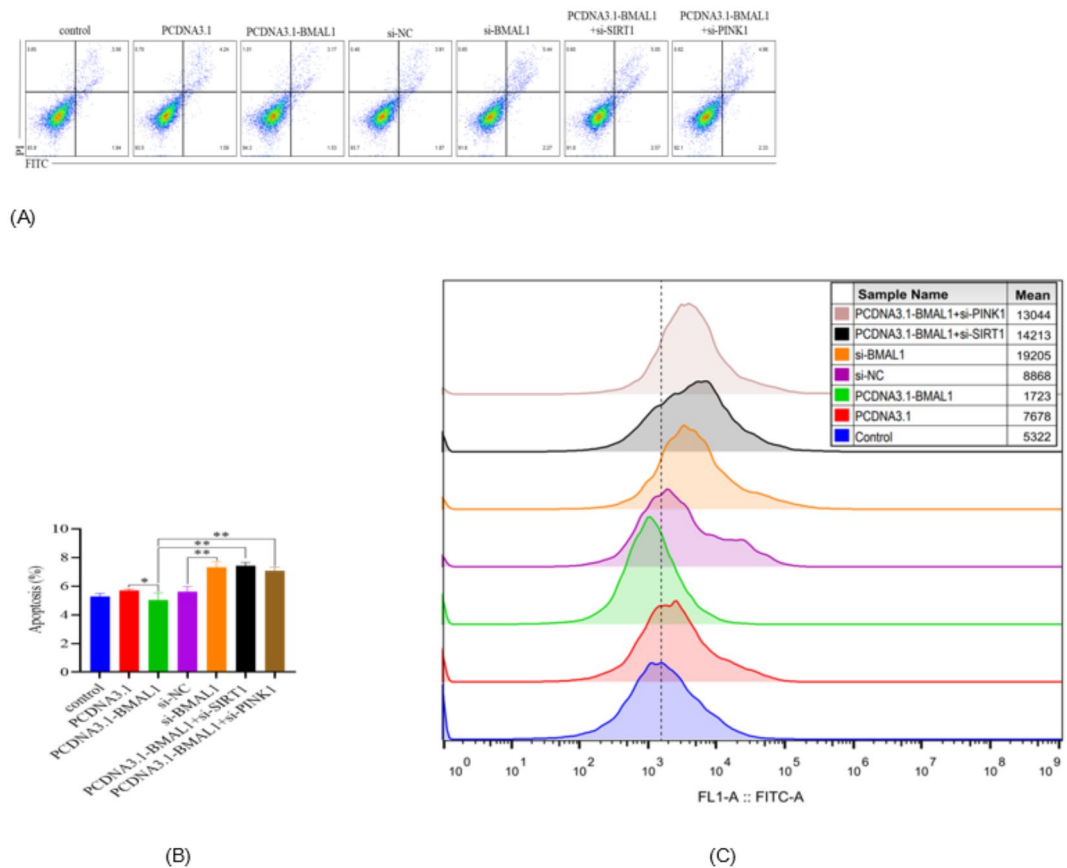 control PCDNA3.1 PCDNA3.1-BMAL1 si-NC si-BMAL1 PCDNA3.1-BMAL1 +si-SIRT1 PCDNA3.1-BMAL1 +si-PINK1
PI
FITC
(A)
Sample Name Mean
PCDNA3.1-BMAL1+si-PINK1 13044
PCDNA3.1-BMAL1+si-SIRT1 14213
si-BMAL1 19205
si-NC 8868
PCDNA3.1-BMAL1 1723
PCDNA3.1 7678
Control 5322
10^0 10^1 10^2 10^3 10^4 10^5 10^6 10^7 10^8 10^9
FL1-A :: FITC-A
Apoptosis (%)
10
8
6
4
2
0
**
**
**
*
control
PCDNA3.1
PCDNA3.1-BMAL1
si-NC
si-BMAL1
PCDNA3.1-BMAL1+si-SIRT1
PCDNA3.1-BMAL1+si-PINK1
(B)
(C)